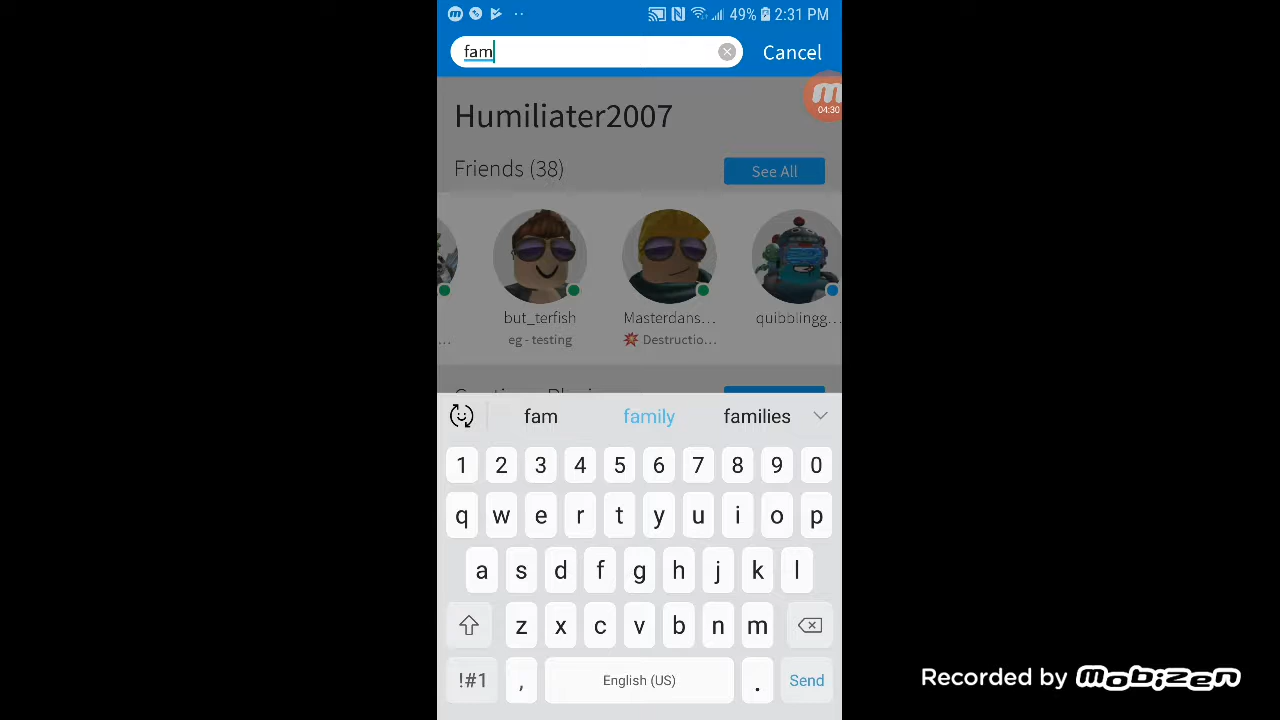 49% 2:31 PM
fam
Cancel
04:30
Humiliater2007
Friends (38)
See All
but_terfish
Masterdans...
quibblingg...
...
eg - testing
Destructio...
fam
family
families
1 2 3 4 5 6 7 8 9 0
q w e r t y u i o p
a s d f g h j k l
z x c v b n m
!#1 , English (US) . Send
Recorded by mobizen